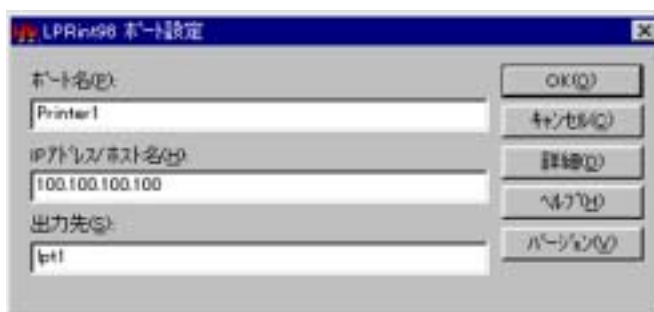 LPRint98 ﾎﾟｰﾄ設定
ﾎﾟｰﾄ名(P):
Printer1
IPｱﾄﾞﾚｽ/ﾎｽﾄ名(H):
100.100.100.100
出力先(S):
lpt1
OK(O)
ｷｬﾝｾﾙ(C)
詳細(D)
ﾍﾙﾌﾟ(H)
ﾊﾞｰｼﾞｮﾝ(V)